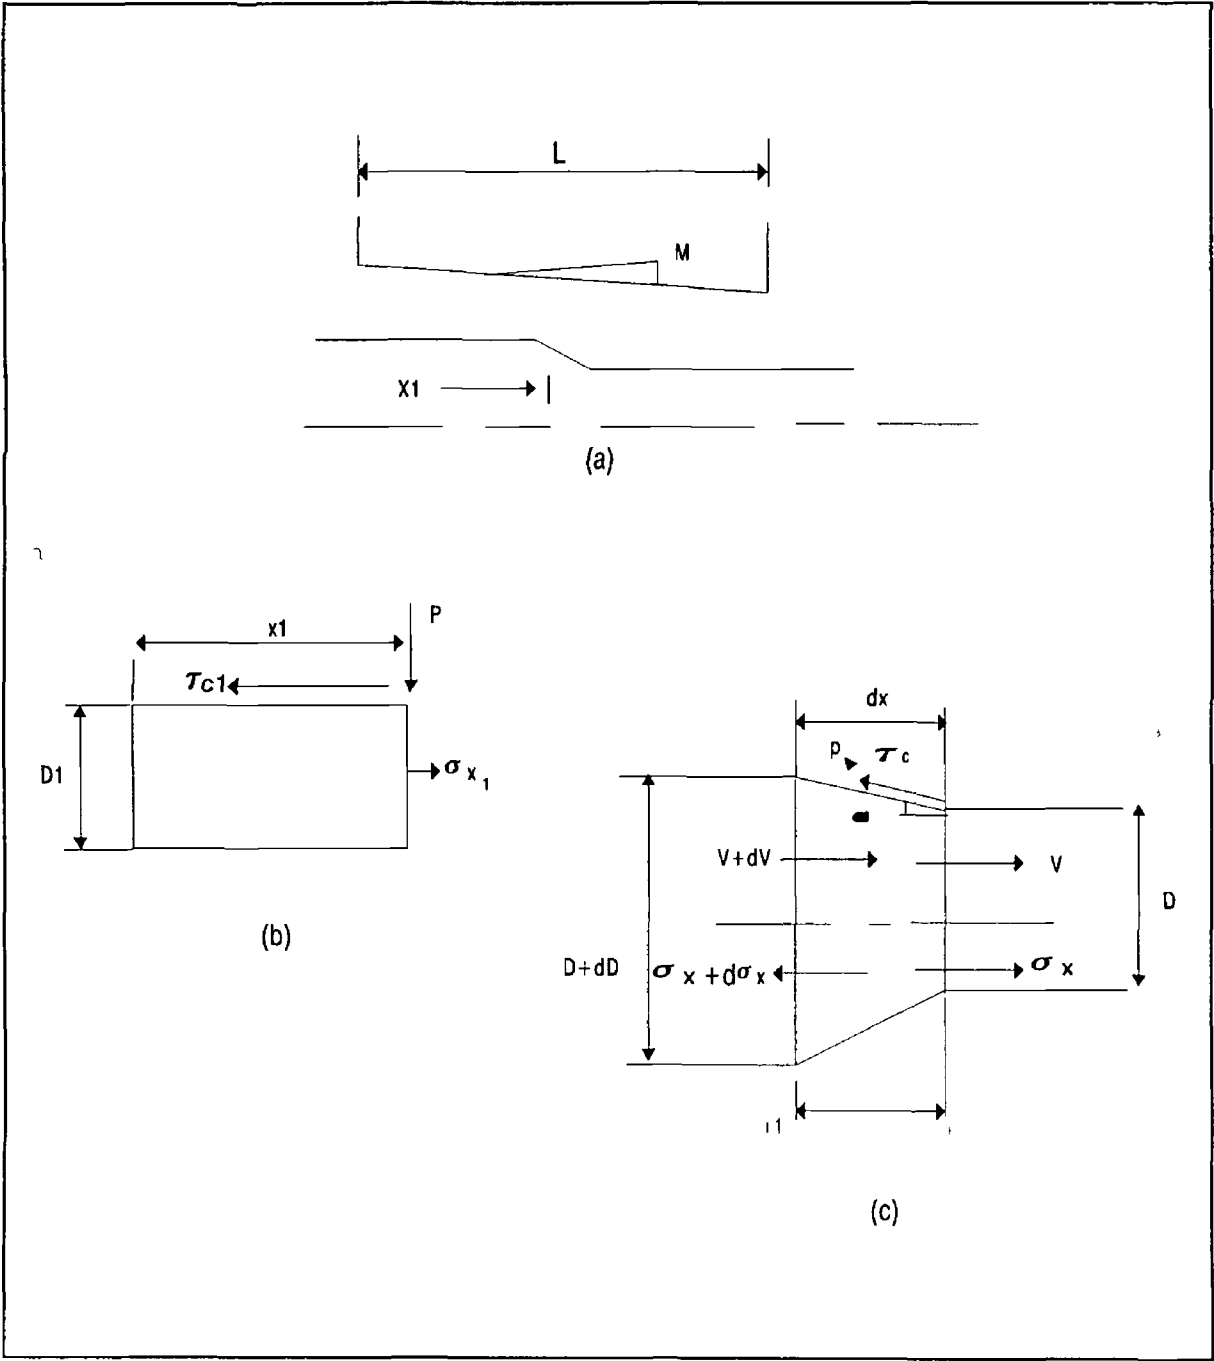 L
M
X1
(a)
P
x1
τc1
D1
σx1
(b)
dx
p
τc
V+dV
V
D
D+dD
σx+dσx
σx
(c)